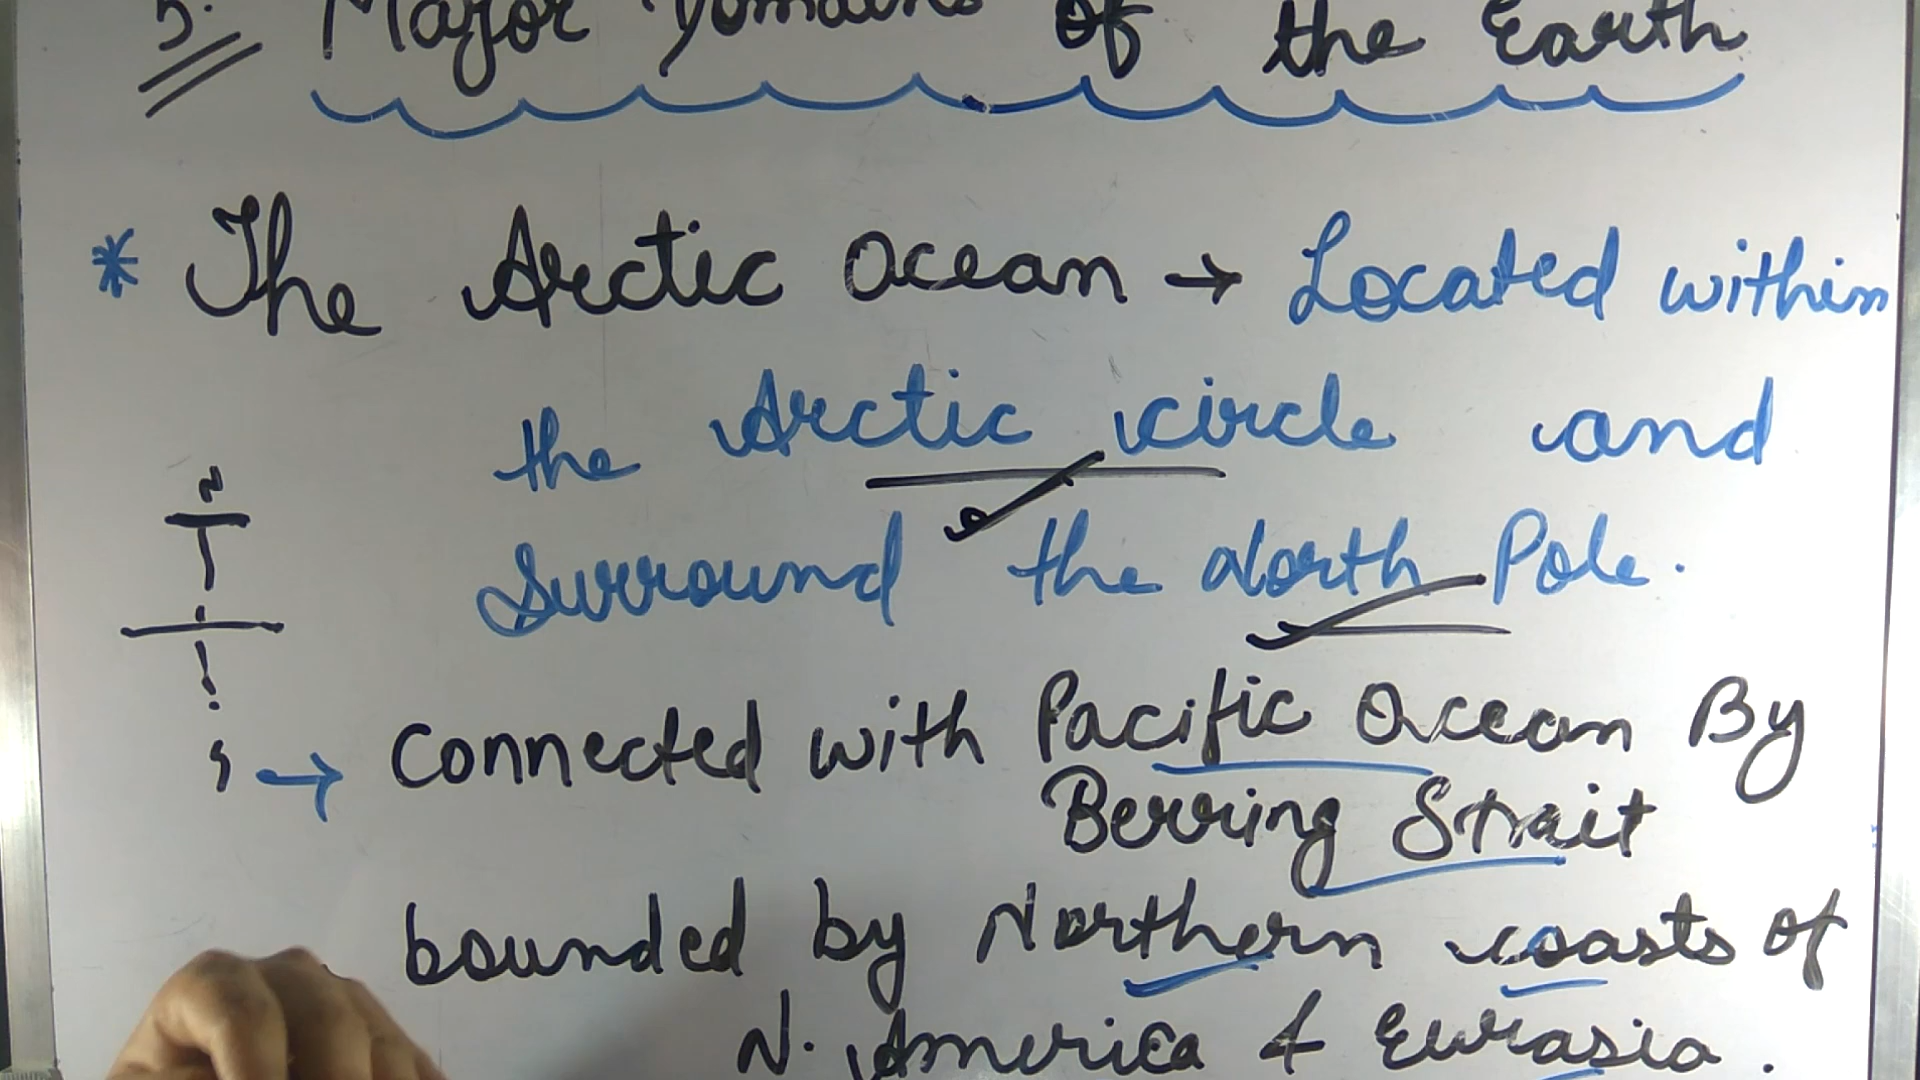 5. Major Domains of the Earth
* The Arctic Ocean → Located within
the Arctic circle and
Surround the North Pole.
N
S
→ Connected with Pacific Ocean By
Berring Strait
bounded by Northern coasts of
N. America & Eurasia.